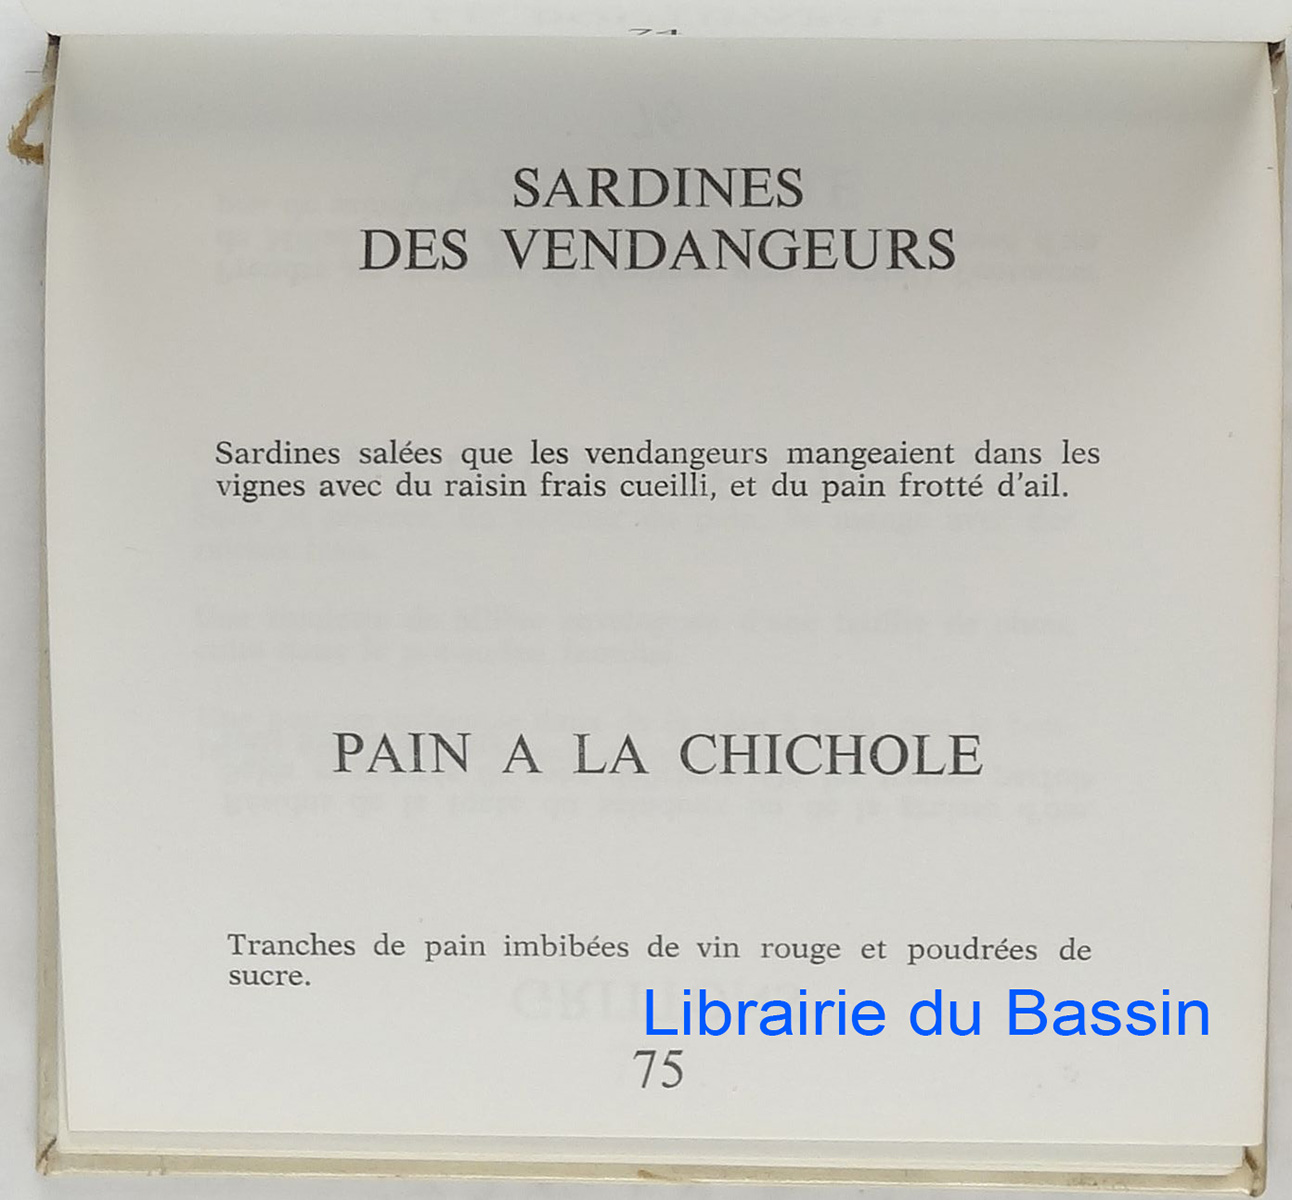 74
SARDINES
DES VENDANGEURS
Sardines salées que les vendangeurs mangeaient dans les
vignes avec du raisin frais cueilli, et du pain frotté d'ail.
PAIN A LA CHICHOLE
Tranches de pain imbibées de vin rouge et poudrées de
sucre.
Librairie du Bassin
75